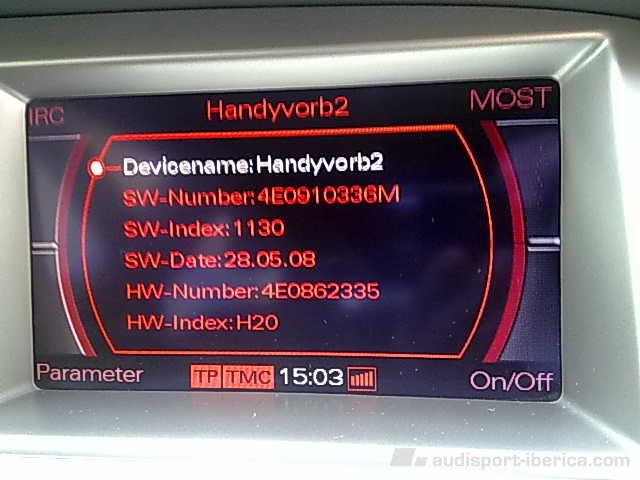 IRC Handyvorb2 MOST
Devicename:Handyvorb2
SW-Number:4E0910336M
SW-Index:1130
SW-Date:28.05.08
HW-Number:4E0862335
HW-Index:H20
Parameter TP TMC 15:03 On/Off
audisport-iberica.com